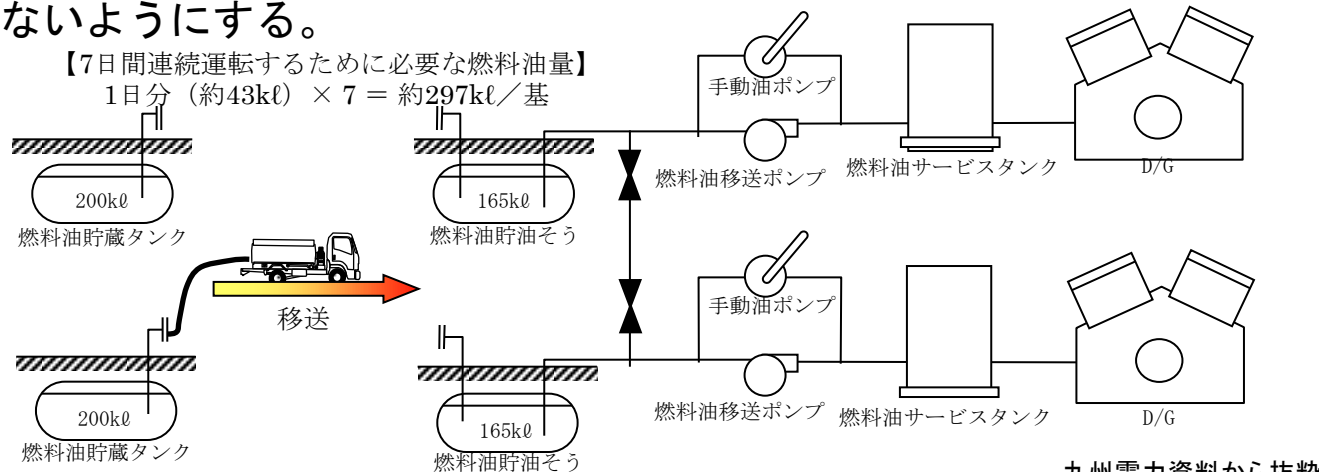 ないようにする。
【7日間連続運転するために必要な燃料油量】
1日分（約43kℓ）× 7 = 約297kℓ／基
手動油ポンプ
燃料油移送ポンプ
燃料油サービスタンク
D/G
200kℓ
燃料油貯蔵タンク
165kℓ
燃料油貯油そう
移送
手動油ポンプ
燃料油移送ポンプ
燃料油サービスタンク
D/G
200kℓ
燃料油貯蔵タンク
165kℓ
燃料油貯油そう
九州電力資料から抜粋